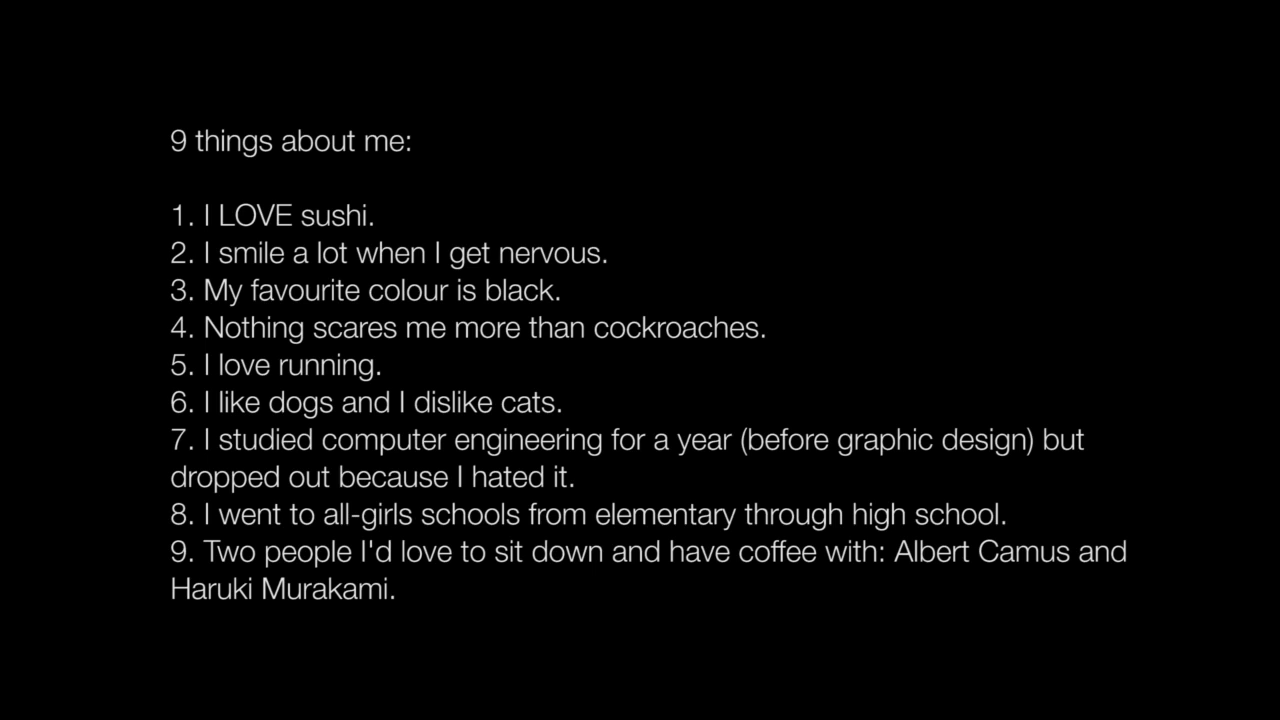 9 things about me:
1. I LOVE sushi.
2. I smile a lot when I get nervous.
3. My favourite colour is black.
4. Nothing scares me more than cockroaches.
5. I love running.
6. I like dogs and I dislike cats.
7. I studied computer engineering for a year (before graphic design) but
dropped out because I hated it.
8. I went to all-girls schools from elementary through high school.
9. Two people I'd love to sit down and have coffee with: Albert Camus and
Haruki Murakami.